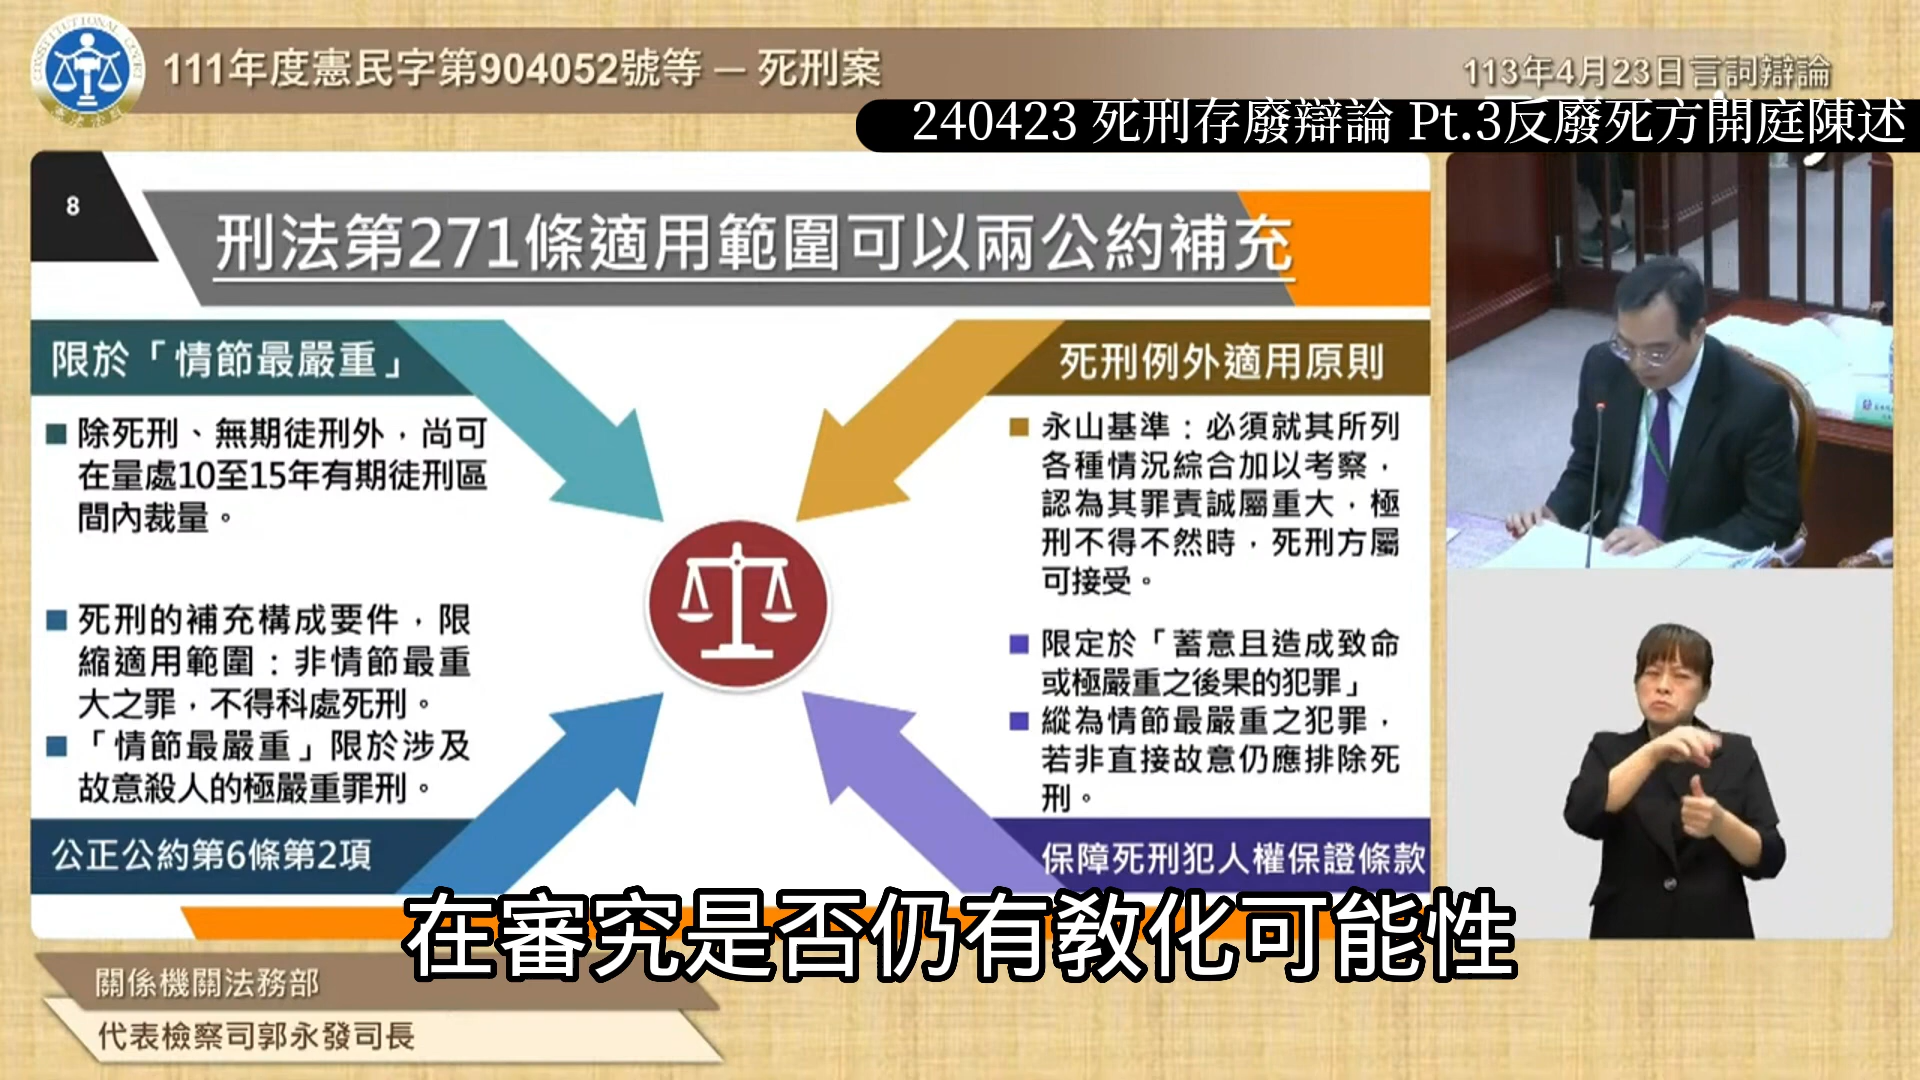 111年度憲民字第904052號等 — 死刑案
113年4月23日言詞辯論
240423 死刑存廢辯論 Pt.3反廢死方開庭陳述
8
刑法第271條適用範圍可以兩公約補充
限於「情節最嚴重」
除死刑、無期徒刑外，尚可
在量處10至15年有期徒刑區
間內裁量。
死刑的補充構成要件，限
縮適用範圍：非情節最重
大之罪，不得科處死刑。
「情節最嚴重」限於涉及
故意殺人的極嚴重罪刑。
公正公約第6條第2項
死刑例外適用原則
永山基準：必須就其所列
各種情況綜合加以考察，
認為其罪責誠屬重大，極
刑不得不然時，死刑方屬
可接受。
限定於「蓄意且造成致命
或極嚴重之後果的犯罪」
縱為情節最嚴重之犯罪，
若非直接故意仍應排除死
刑。
保障死刑犯人權保證條款
在審究是否仍有教化可能性
關係機關法務部
代表檢察司郭永發司長